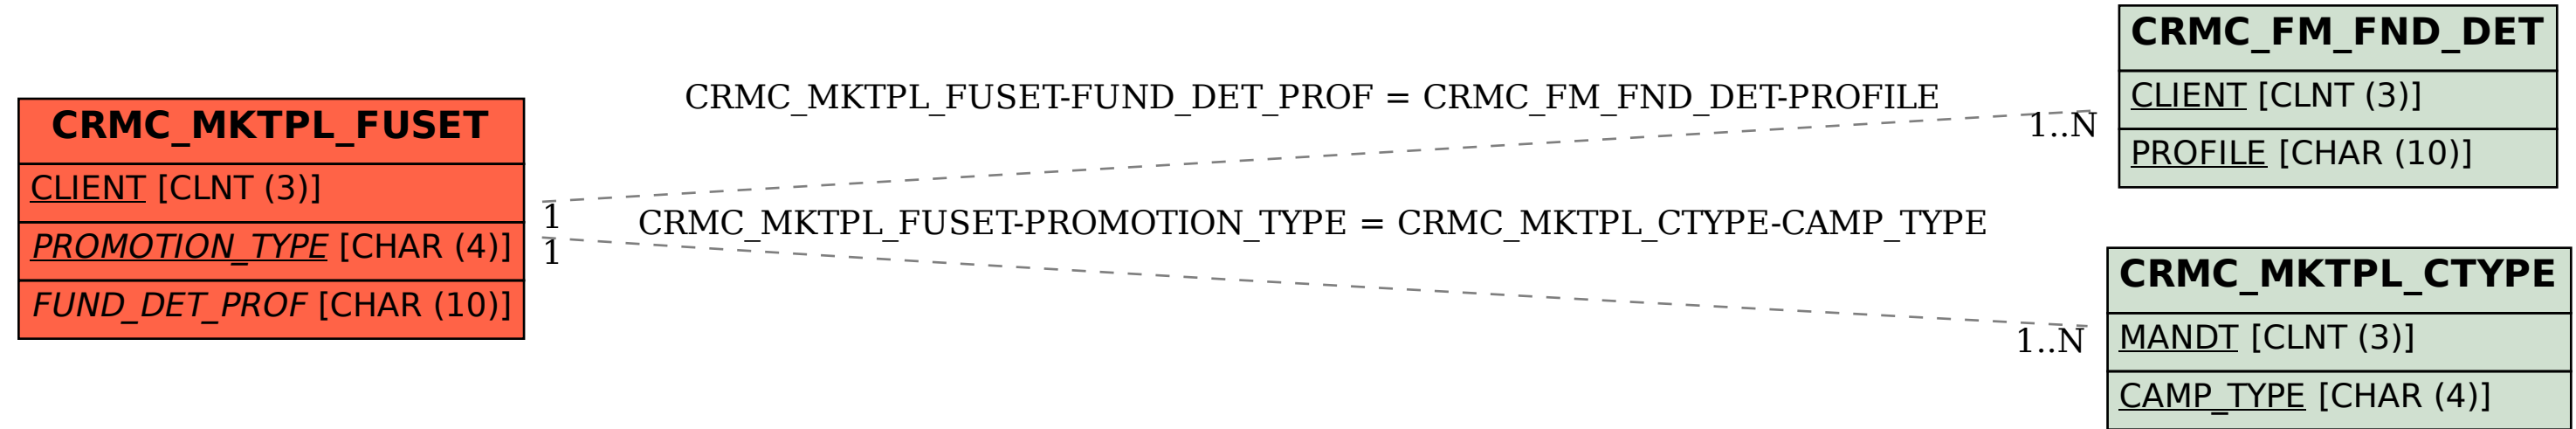 CRMC_MKTPL_FUSET
CLIENT [CLNT (3)]
PROMOTION_TYPE [CHAR (4)]
FUND_DET_PROF [CHAR (10)]
CRMC_MKTPL_FUSET-FUND_DET_PROF = CRMC_FM_FND_DET-PROFILE
1
1..N
CRMC_MKTPL_FUSET-PROMOTION_TYPE = CRMC_MKTPL_CTYPE-CAMP_TYPE
1
1..N
CRMC_FM_FND_DET
CLIENT [CLNT (3)]
PROFILE [CHAR (10)]
CRMC_MKTPL_CTYPE
MANDT [CLNT (3)]
CAMP_TYPE [CHAR (4)]